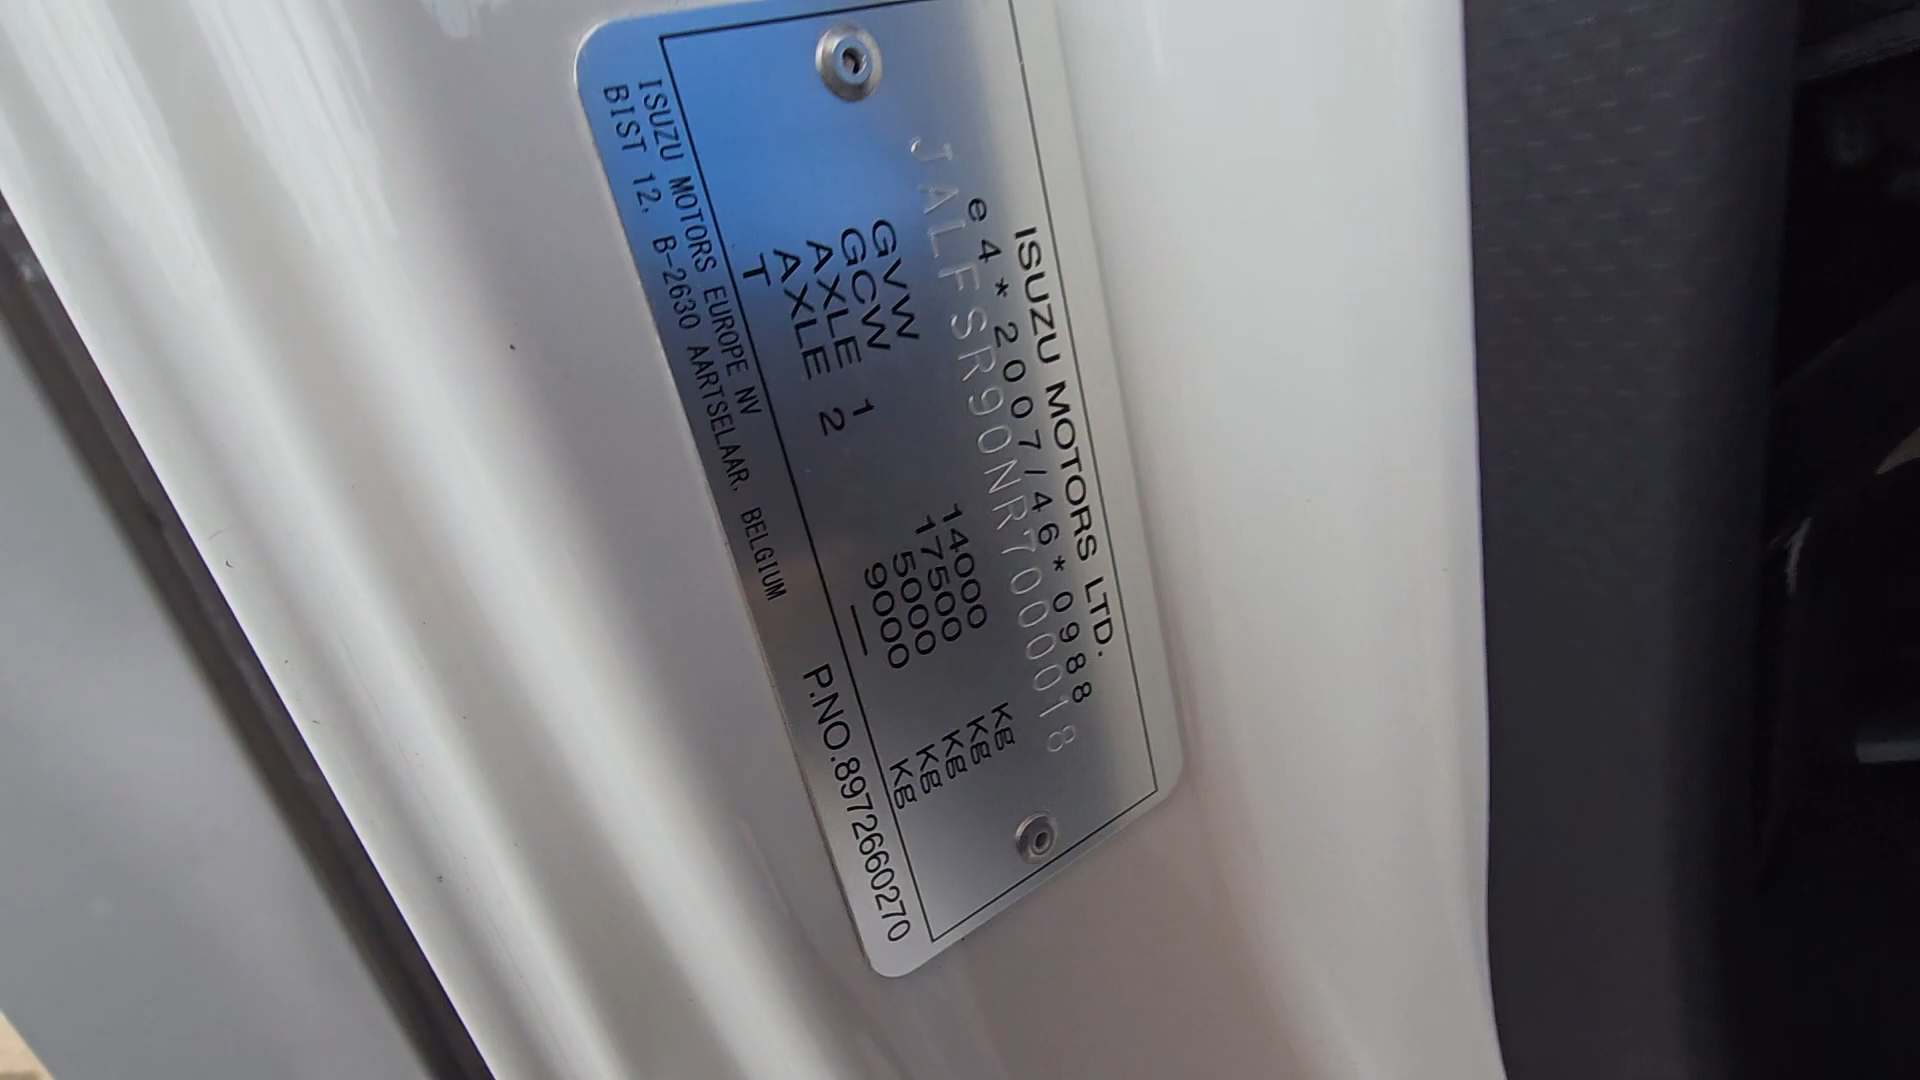 ISUZU MOTORS LTD.
e4*2007/46*0988
JALFSR90NR7000018
GVW 14000 kg
GCW 17500 kg
AXLE 1 5000 kg
AXLE 2 9000 kg
T — kg
ISUZU MOTORS EUROPE NV
BIST 12, B-2630 AARTSELAAR, BELGIUM
P.NO.8972660270